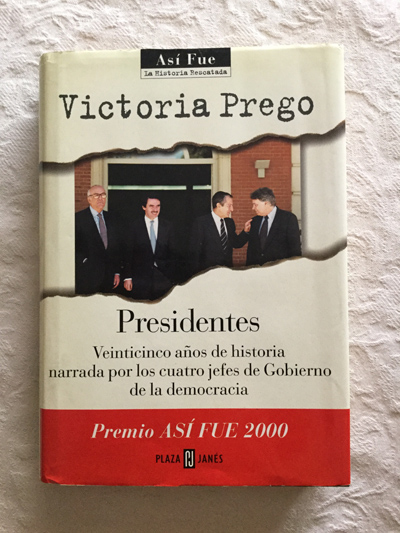 Así Fue
La Historia Rescatada
Victoria Prego
Presidentes
Veinticinco años de historia
narrada por los cuatro jefes de Gobierno
de la democracia
Premio ASÍ FUE 2000
PLAZA JANÉS